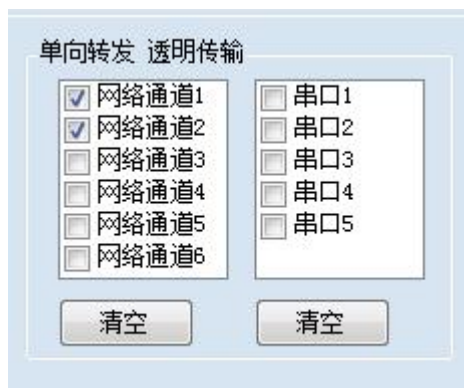 单向转发 透明传输
网络通道1
网络通道2
网络通道3
网络通道4
网络通道5
网络通道6
清空
串口1
串口2
串口3
串口4
串口5
清空